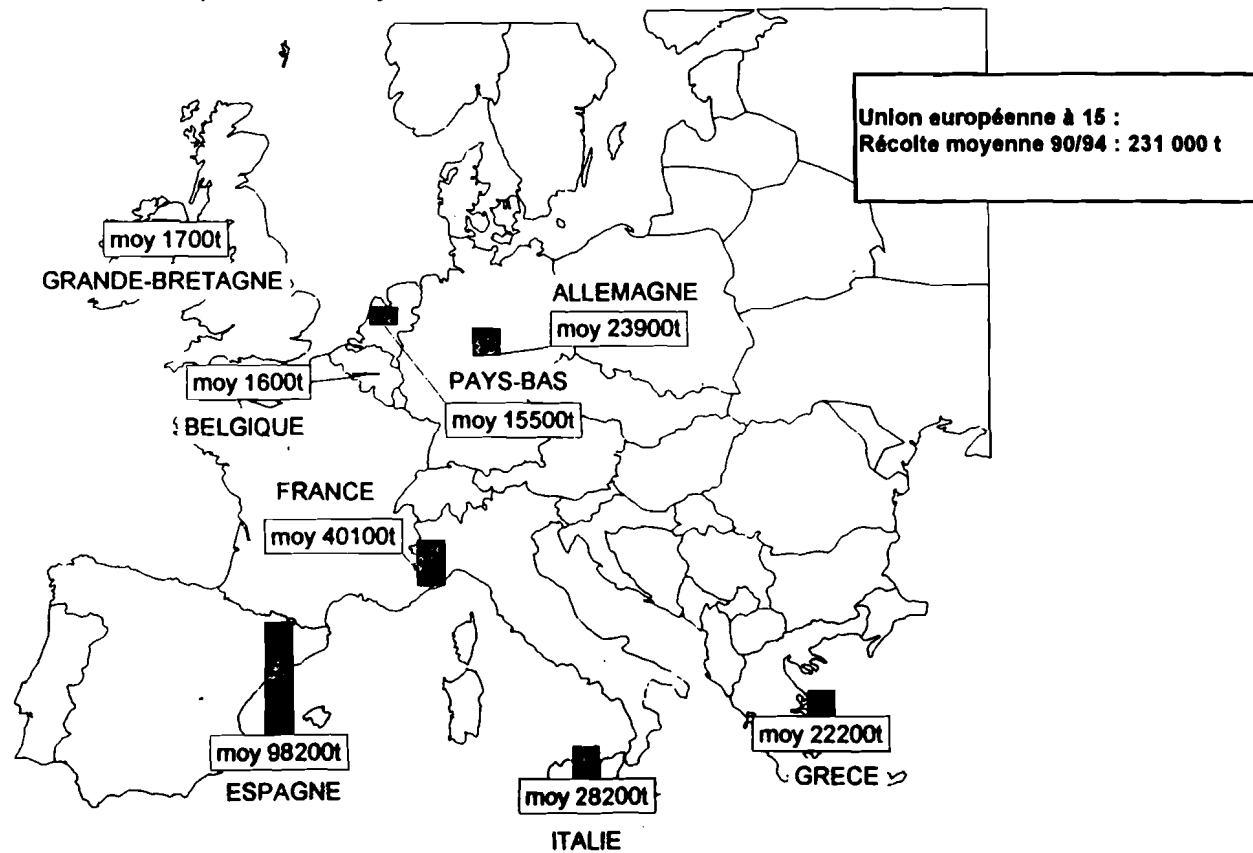 Union européenne à 15 :
Récolte moyenne 90/94 : 231 000 t
moy 1700t
GRANDE-BRETAGNE
ALLEMAGNE
moy 23900t
moy 1600t
BELGIQUE
PAYS-BAS
moy 15500t
FRANCE
moy 40100t
moy 98200t
ESPAGNE
moy 28200t
ITALIE
moy 22200t
GRECE